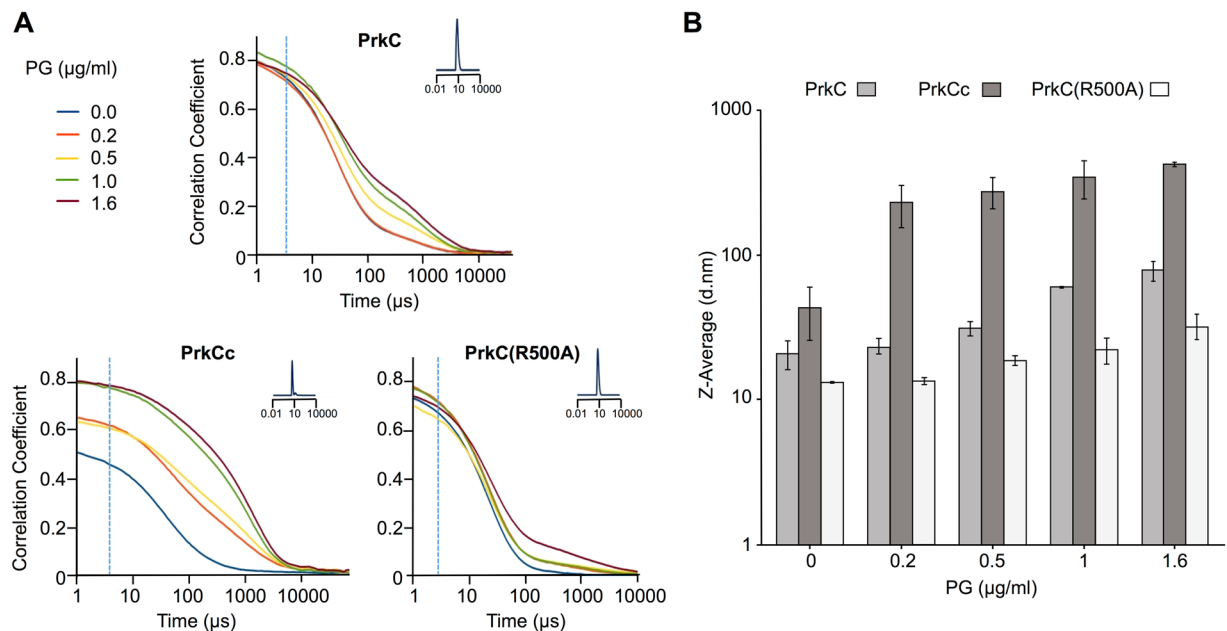 A
PG (µg/ml)
0.0
0.2
0.5
1.0
1.6
PrkC
0.01 10 10000
Correlation Coefficient
0.8
0.6
0.4
0.2
0
1 10 100 1000 10000
Time (µs)
PrkCc
0.01 10 10000
Correlation Coefficient
0.8
0.6
0.4
0.2
0
1 10 100 1000 10000
Time (µs)
PrkC(R500A)
0.01 10 10000
0.8
0.6
0.4
0.2
0
1 10 100 1000 10000
Time (µs)
B
PrkC PrkCc PrkC(R500A)
Z-Average (d.nm)
1000
100
10
1
0 0.2 0.5 1 1.6
PG (µg/ml)